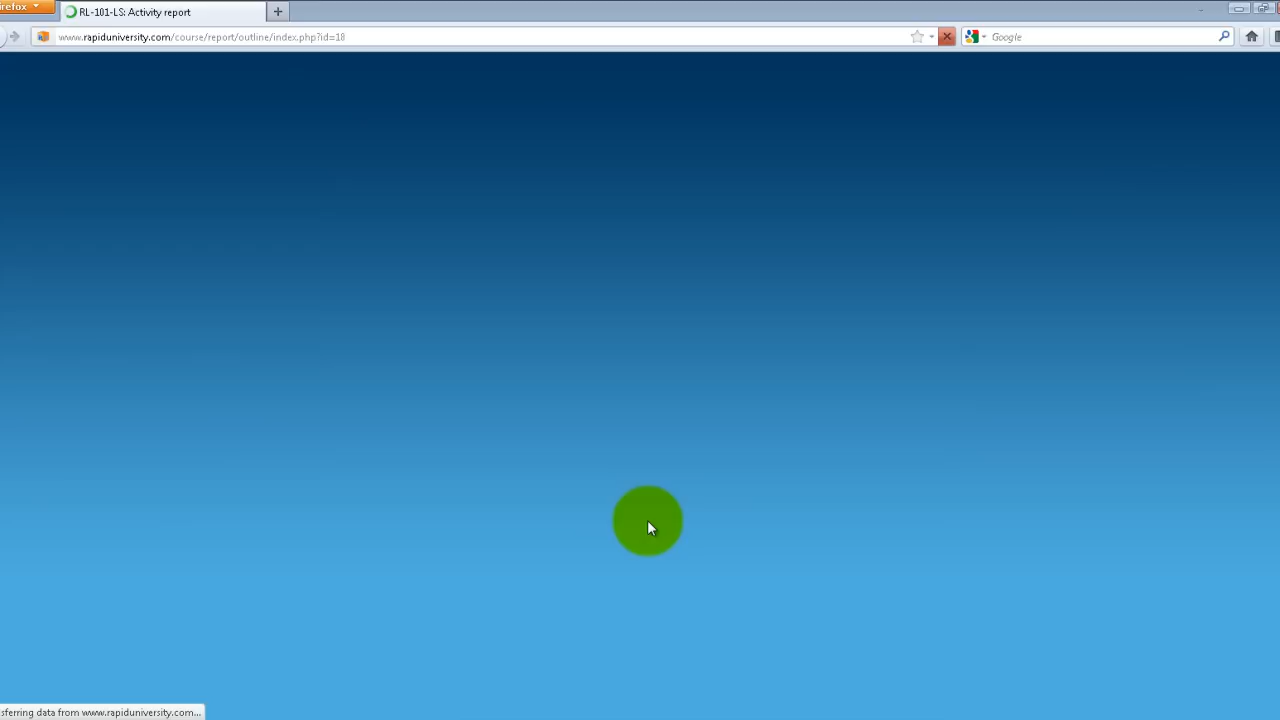 irefox
RL-101-LS: Activity report
www.rapiduniversity.com/course/report/outline/index.php?id=18
Google
sferring data from www.rapiduniversity.com...